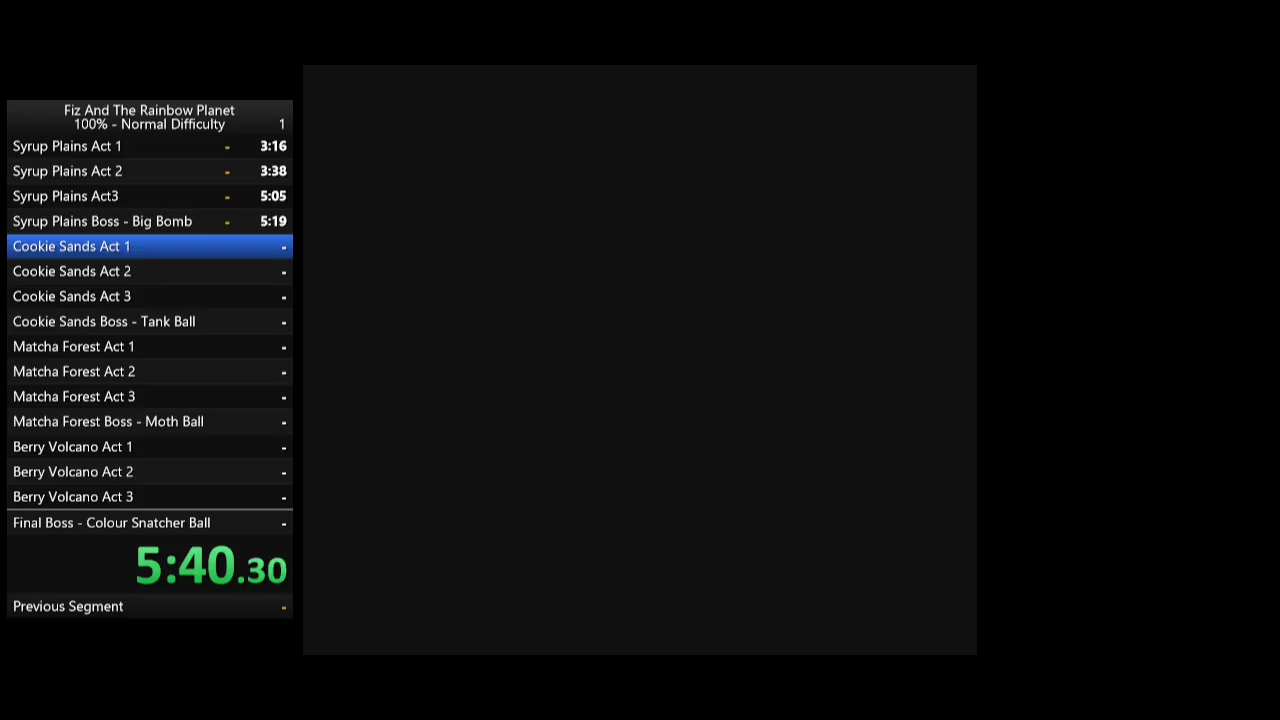 Fiz And The Rainbow Planet
100% - Normal Difficulty 1
Syrup Plains Act 1 - 3:16
Syrup Plains Act 2 - 3:38
Syrup Plains Act3 - 5:05
Syrup Plains Boss - Big Bomb - 5:19
Cookie Sands Act 1 -
Cookie Sands Act 2 -
Cookie Sands Act 3 -
Cookie Sands Boss - Tank Ball -
Matcha Forest Act 1 -
Matcha Forest Act 2 -
Matcha Forest Act 3 -
Matcha Forest Boss - Moth Ball -
Berry Volcano Act 1 -
Berry Volcano Act 2 -
Berry Volcano Act 3 -
Final Boss - Colour Snatcher Ball -
5:40.30
Previous Segment -